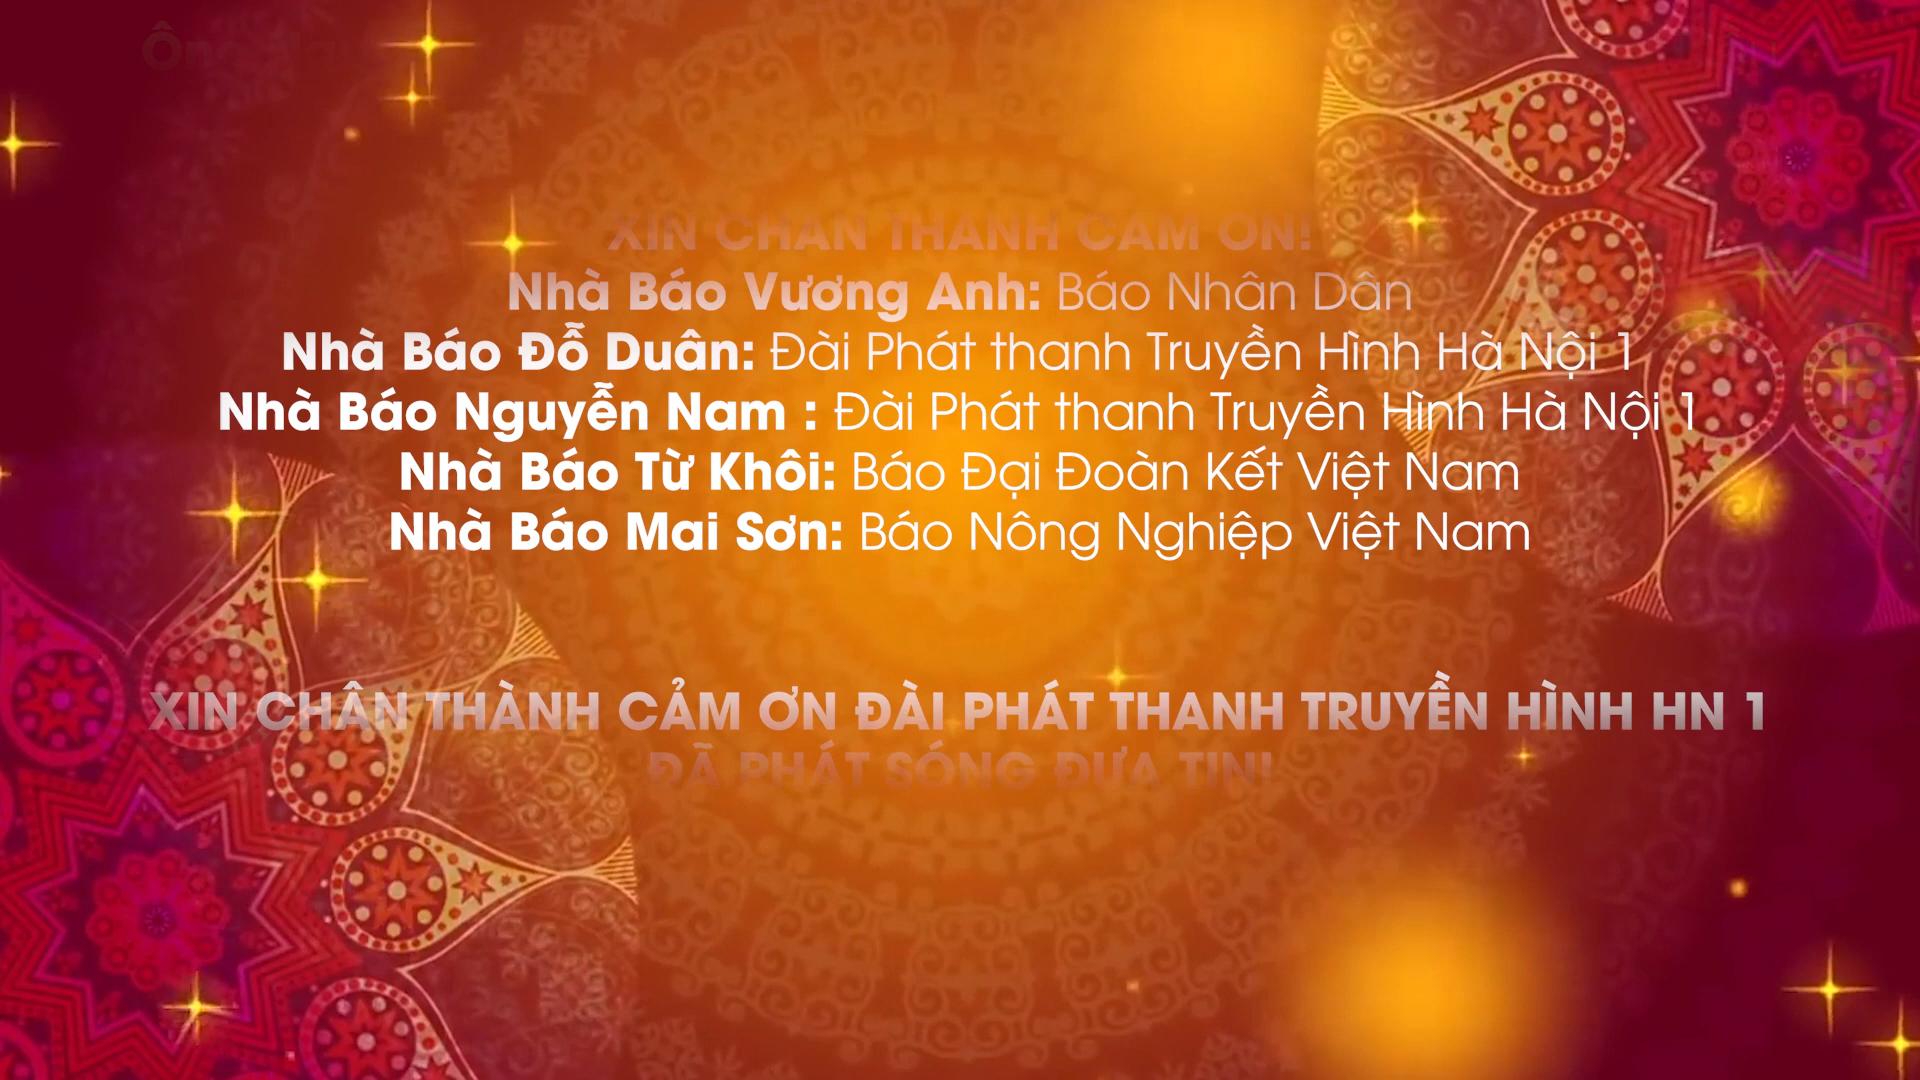 XIN CHÂN THÀNH CẢM ƠN!
Nhà Báo Vương Anh: Báo Nhân Dân
Nhà Báo Đỗ Duân: Đài Phát thanh Truyền Hình Hà Nội 1
Nhà Báo Nguyễn Nam : Đài Phát thanh Truyền Hình Hà Nội 1
Nhà Báo Từ Khôi: Báo Đại Đoàn Kết Việt Nam
Nhà Báo Mai Sơn: Báo Nông Nghiệp Việt Nam
XIN CHÂN THÀNH CẢM ƠN ĐÀI PHÁT THANH TRUYỀN HÌNH HN 1
ĐÃ PHÁT SÓNG ĐƯA TIN!